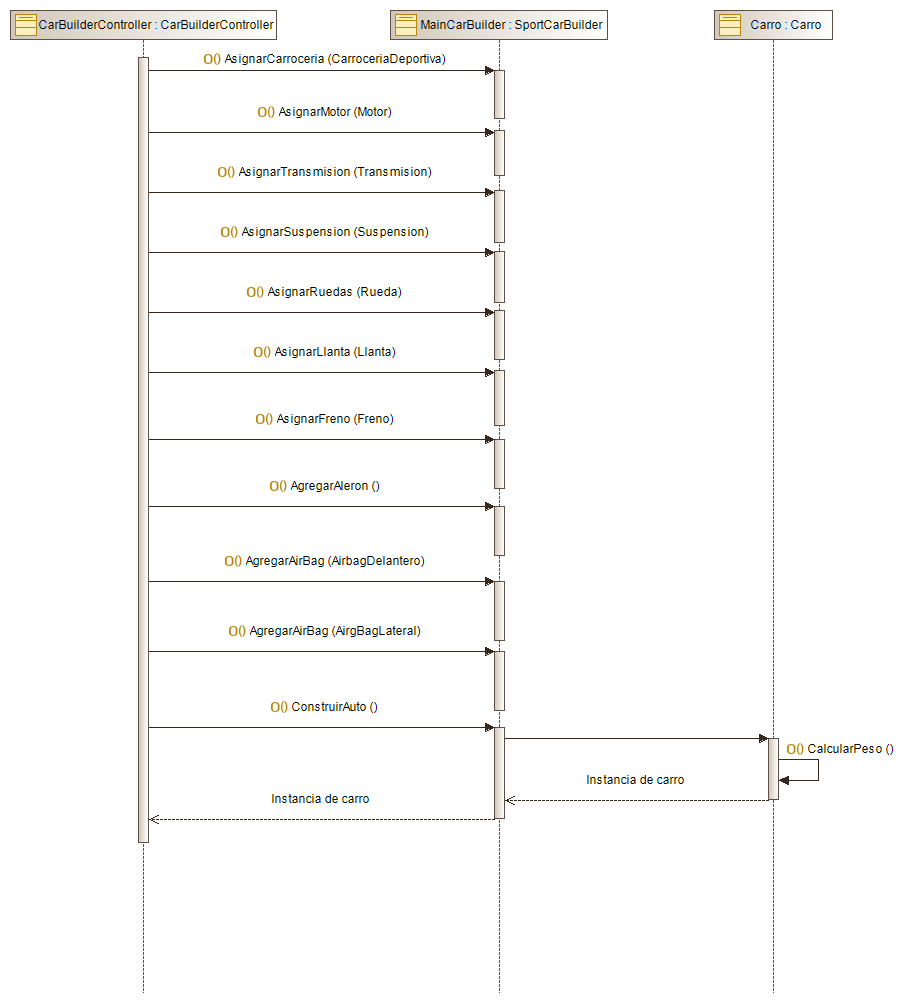 CarBuilderController : CarBuilderController
MainCarBuilder : SportCarBuilder
Carro : Carro
O() AsignarCarroceria (CarroceriaDeportiva)
O() AsignarMotor (Motor)
O() AsignarTransmision (Transmision)
O() AsignarSuspension (Suspension)
O() AsignarRuedas (Rueda)
O() AsignarLlanta (Llanta)
O() AsignarFreno (Freno)
O() AgregarAleron ()
O() AgregarAirBag (AirbagDelantero)
O() AgregarAirBag (AirgBagLateral)
O() ConstruirAuto ()
O() CalcularPeso ()
Instancia de carro
Instancia de carro